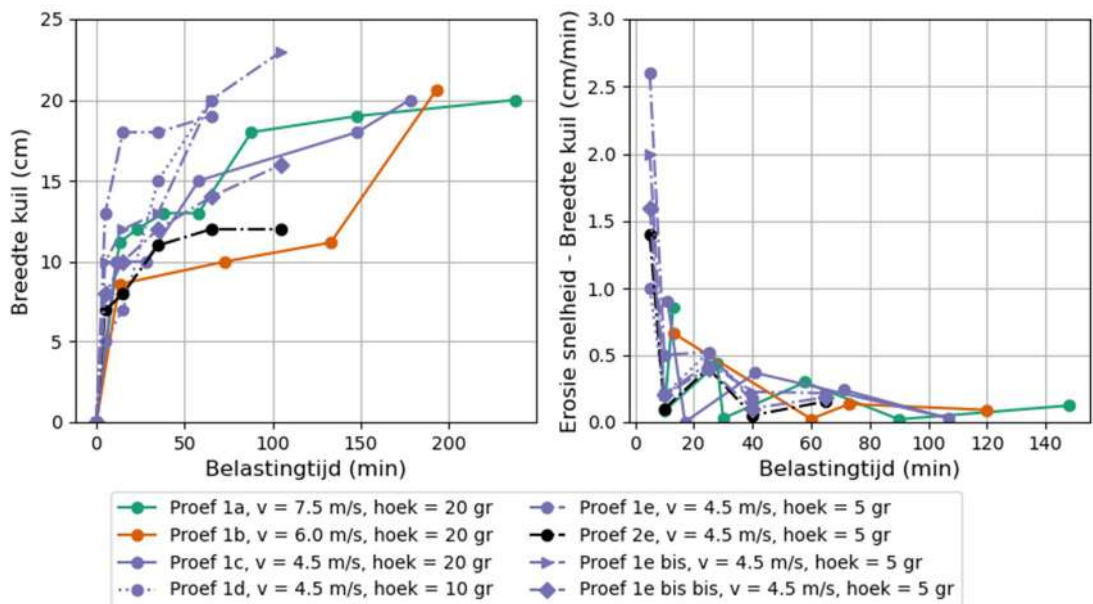 25
20
15
10
5
0
Breedte kuil (cm)
0 50 100 150 200
Belastingtijd (min)
3.0
2.5
2.0
1.5
1.0
0.5
0.0
Erosie snelheid - Breedte kuil (cm/min)
0 20 40 60 80 100 120 140
Belastingtijd (min)
Proef 1a, v = 7.5 m/s, hoek = 20 gr
Proef 1b, v = 6.0 m/s, hoek = 20 gr
Proef 1c, v = 4.5 m/s, hoek = 20 gr
Proef 1d, v = 4.5 m/s, hoek = 10 gr
Proef 1e, v = 4.5 m/s, hoek = 5 gr
Proef 2e, v = 4.5 m/s, hoek = 5 gr
Proef 1e bis, v = 4.5 m/s, hoek = 5 gr
Proef 1e bis bis, v = 4.5 m/s, hoek = 5 gr